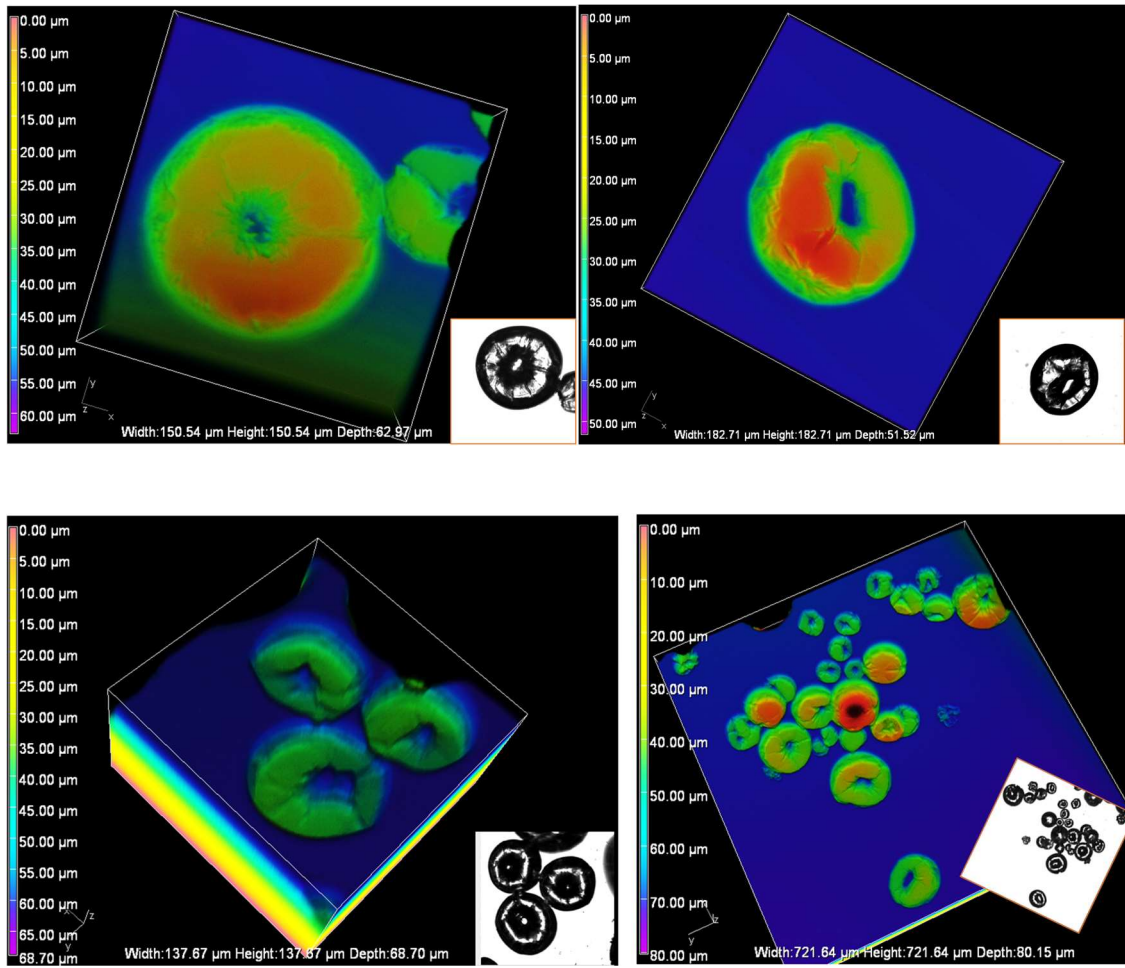 0.00 µm
5.00 µm
10.00 µm
15.00 µm
20.00 µm
25.00 µm
30.00 µm
35.00 µm
40.00 µm
45.00 µm
50.00 µm
55.00 µm
60.00 µm
y
z
x
Width:150.54 µm Height:150.54 µm Depth:62.97 µm
0.00 µm
5.00 µm
10.00 µm
15.00 µm
20.00 µm
25.00 µm
30.00 µm
35.00 µm
40.00 µm
45.00 µm
50.00 µm
y
z
x
Width:182.71 µm Height:182.71 µm Depth:51.52 µm
0.00 µm
5.00 µm
10.00 µm
15.00 µm
20.00 µm
25.00 µm
30.00 µm
35.00 µm
40.00 µm
45.00 µm
50.00 µm
55.00 µm
60.00 µm
65.00 µm
68.70 µm
x
z
y
Width:137.67 µm Height:137.67 µm Depth:68.70 µm
0.00 µm
10.00 µm
20.00 µm
30.00 µm
40.00 µm
50.00 µm
60.00 µm
70.00 µm
80.00 µm
z
y
Width:721.64 µm Height:721.64 µm Depth:80.15 µm